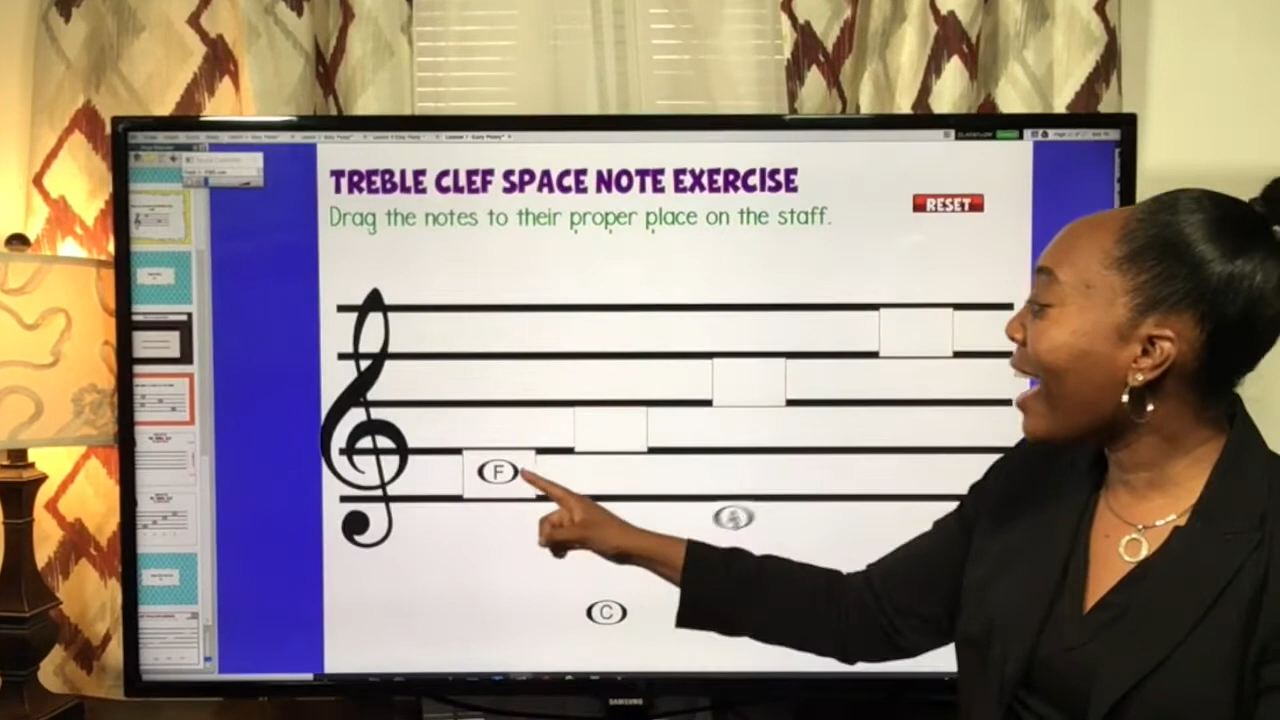 TREBLE CLEF SPACE NOTE EXERCISE
Drag the notes to their proper place on the staff.
RESET
F
A
C
SAMSUNG